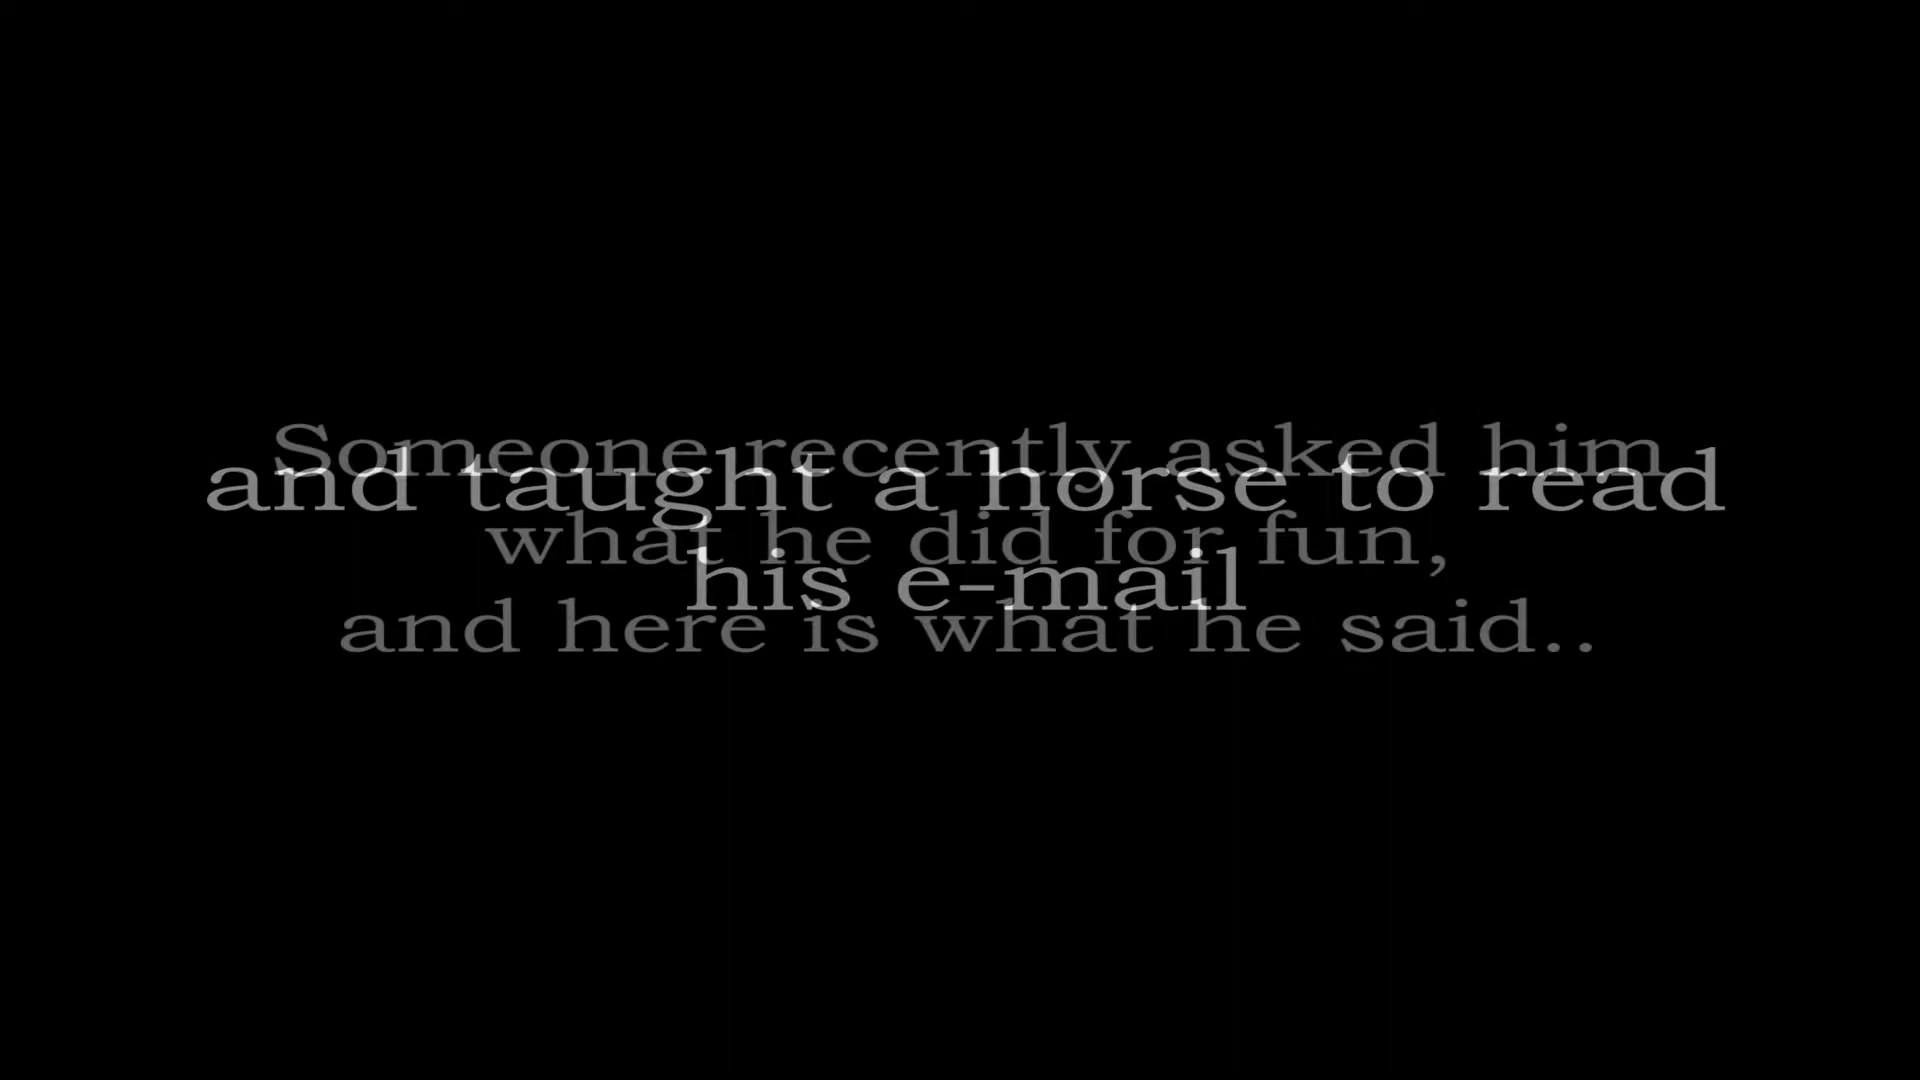 and taught a horse to read
his e-mail
Someone recently asked him
what he did for fun,
and here is what he said..